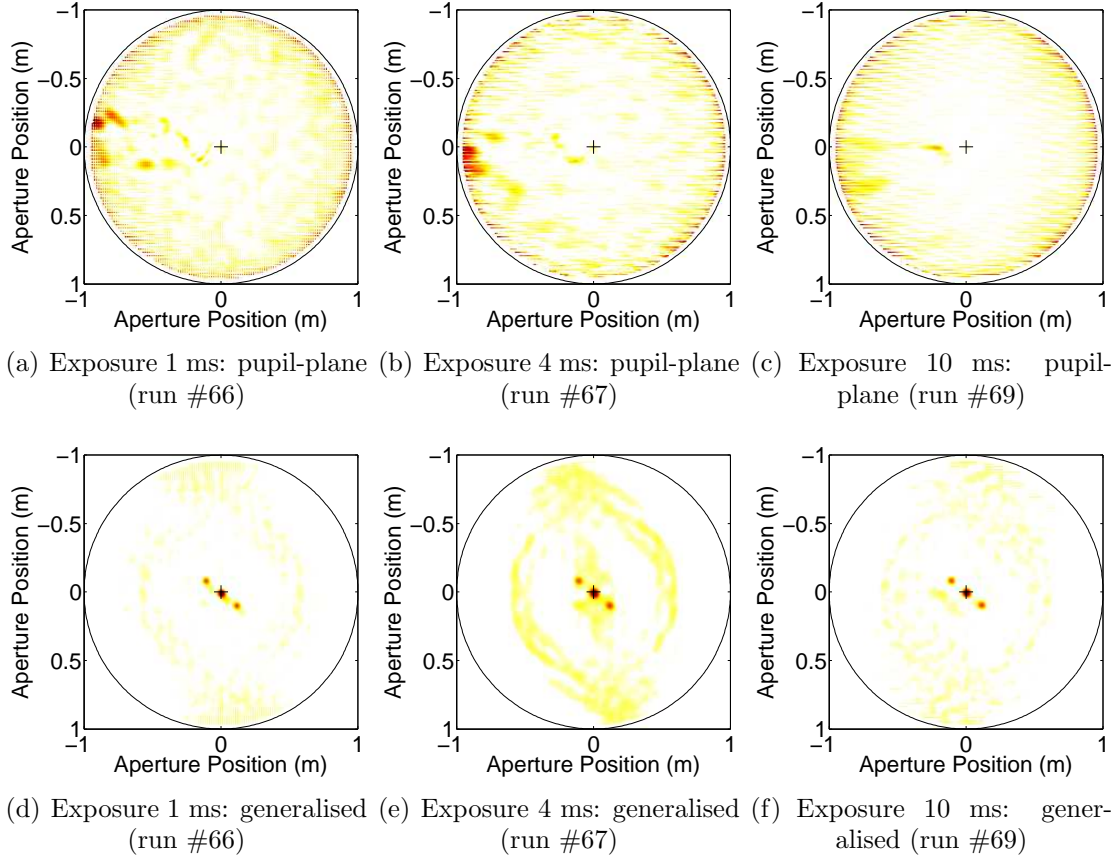 −1
−0.5
0
0.5
1
−1 0 1
Aperture Position (m)
Aperture Position (m)
−1
−0.5
0
0.5
1
−1 0 1
Aperture Position (m)
Aperture Position (m)
−1
−0.5
0
0.5
1
−1 0 1
Aperture Position (m)
Aperture Position (m)
(a) Exposure 1 ms: pupil-plane
(run #66)
(b) Exposure 4 ms: pupil-plane
(run #67)
(c) Exposure 10 ms: pupil-
plane (run #69)
−1
−0.5
0
0.5
1
−1 0 1
Aperture Position (m)
Aperture Position (m)
−1
−0.5
0
0.5
1
−1 0 1
Aperture Position (m)
Aperture Position (m)
−1
−0.5
0
0.5
1
−1 0 1
Aperture Position (m)
Aperture Position (m)
(d) Exposure 1 ms: generalised
(run #66)
(e) Exposure 4 ms: generalised
(run #67)
(f) Exposure 10 ms: gener-
alised (run #69)